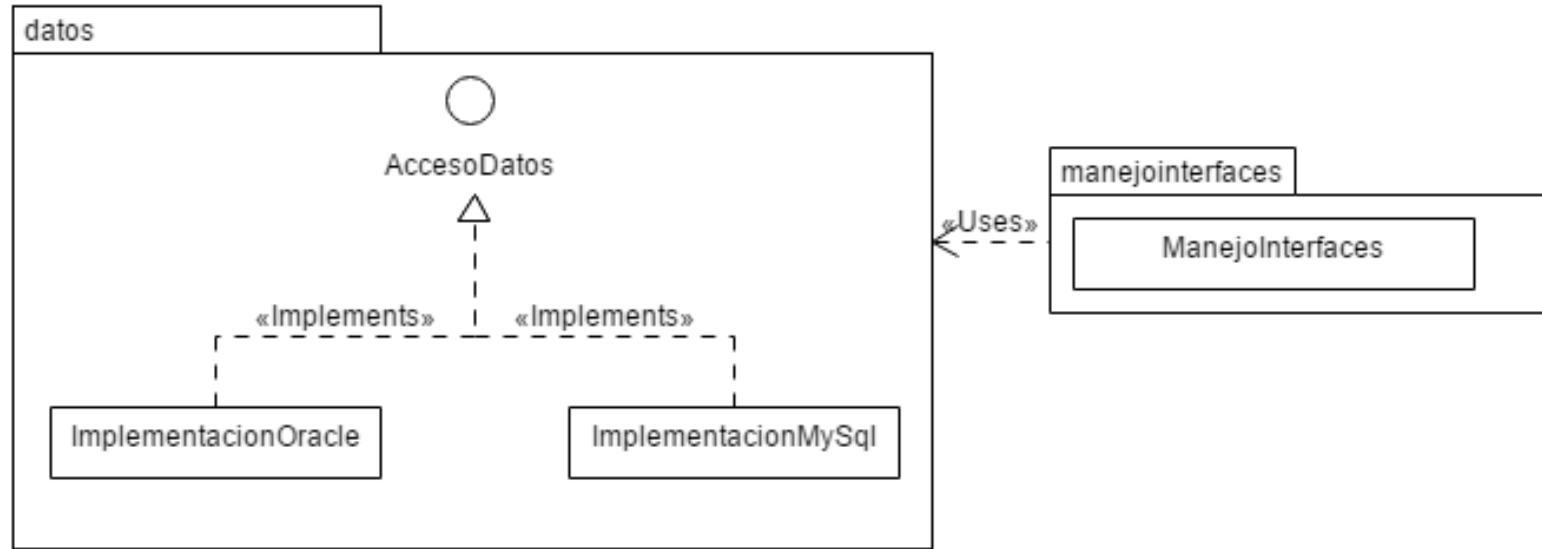 datos
AccesoDatos
manejointerfaces
«Uses»
ManejoInterfaces
«Implements»
«Implements»
ImplementacionOracle
ImplementacionMySql